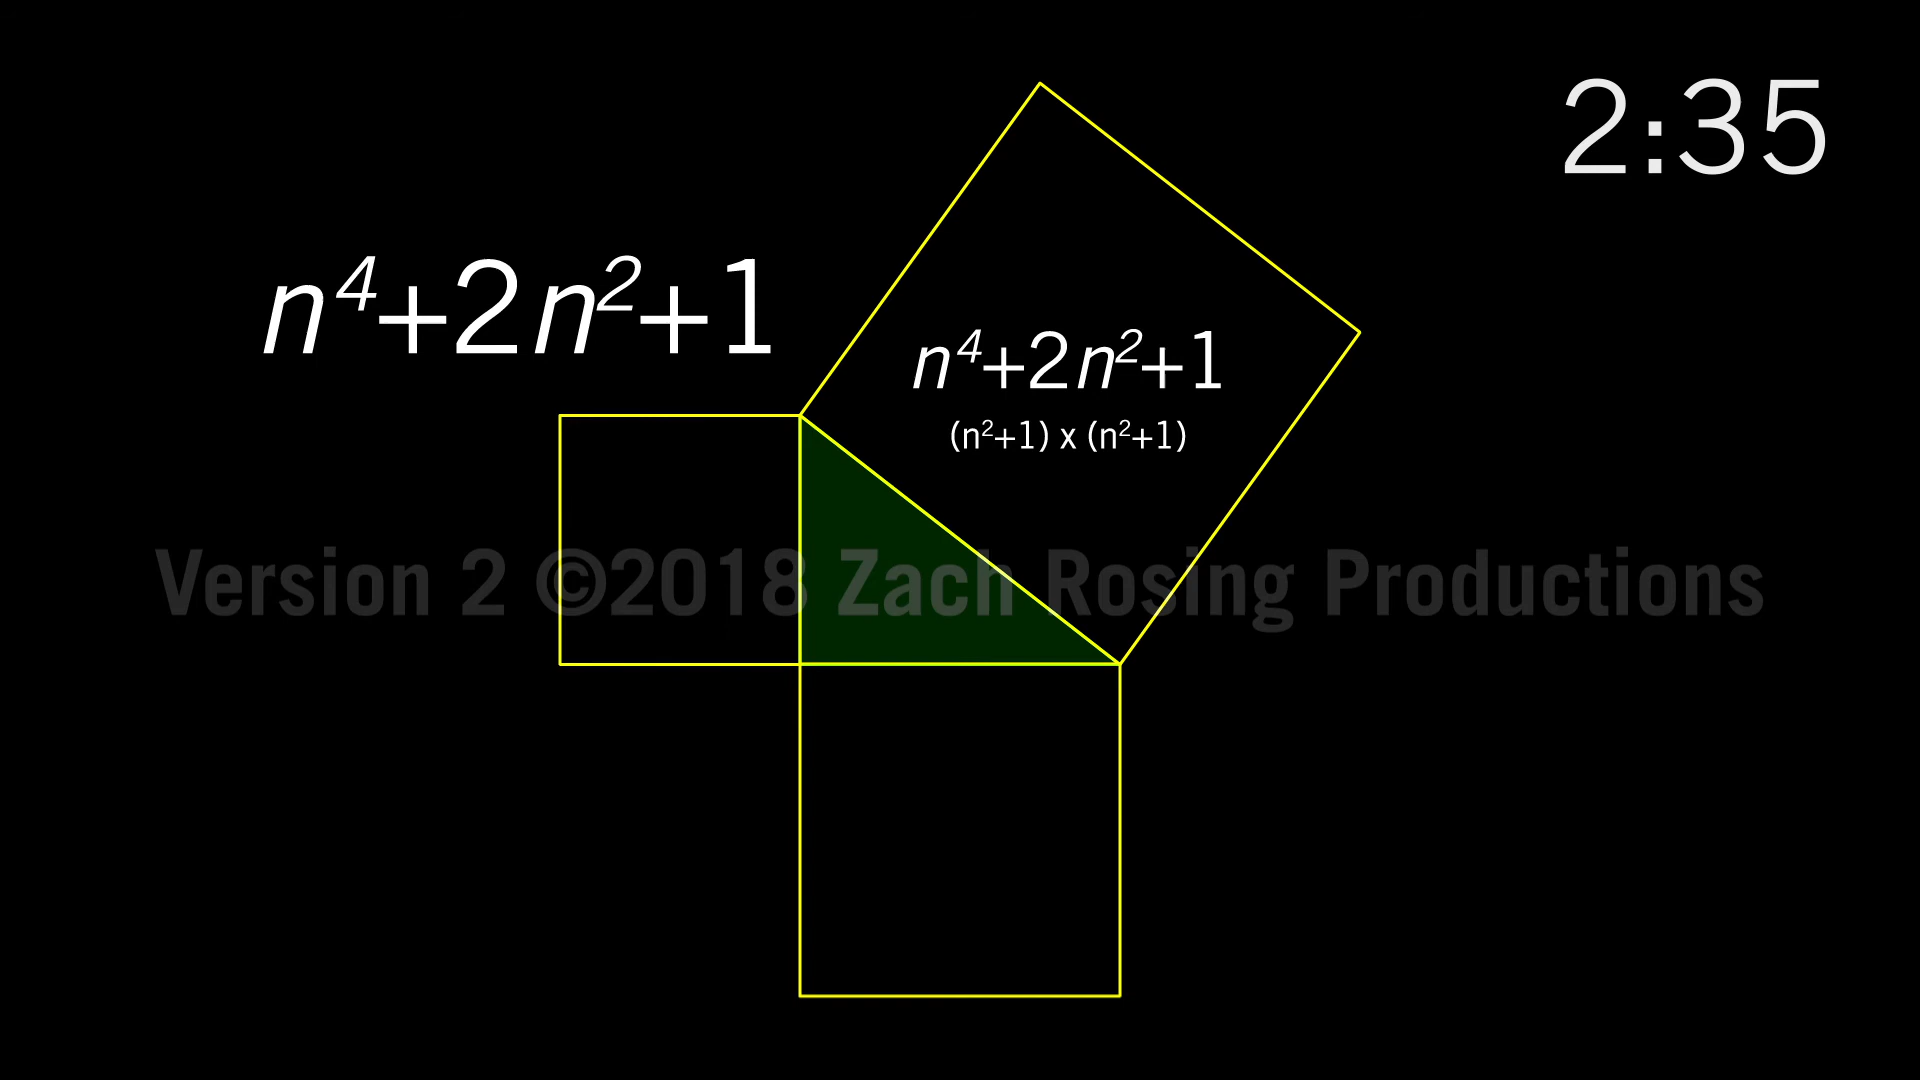 2:35
n⁴+2n²+1
n⁴+2n²+1
(n²+1) x (n²+1)
Version 2 ©2018 Zach Rosing Productions